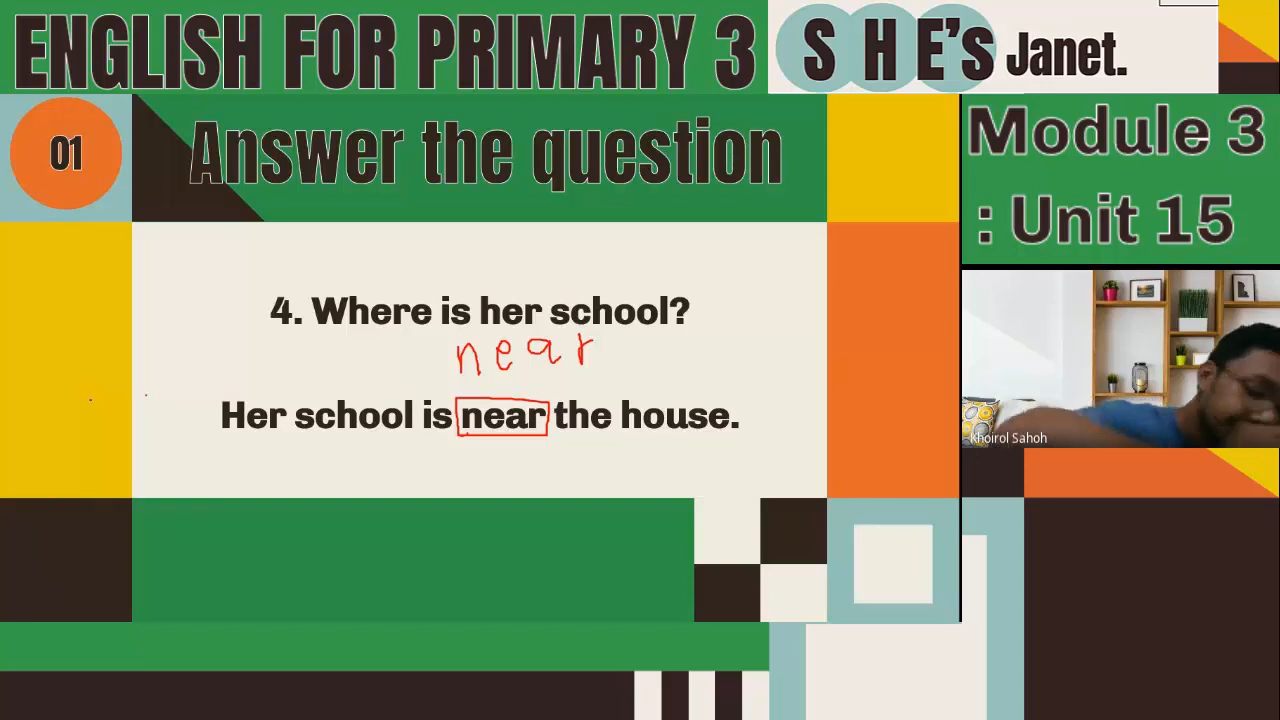 ENGLISH FOR PRIMARY 3
SHE's Janet.
01
Answer the question
Module 3
: Unit 15
4. Where is her school?
near
Her school is near the house.
Khoirol Sahoh